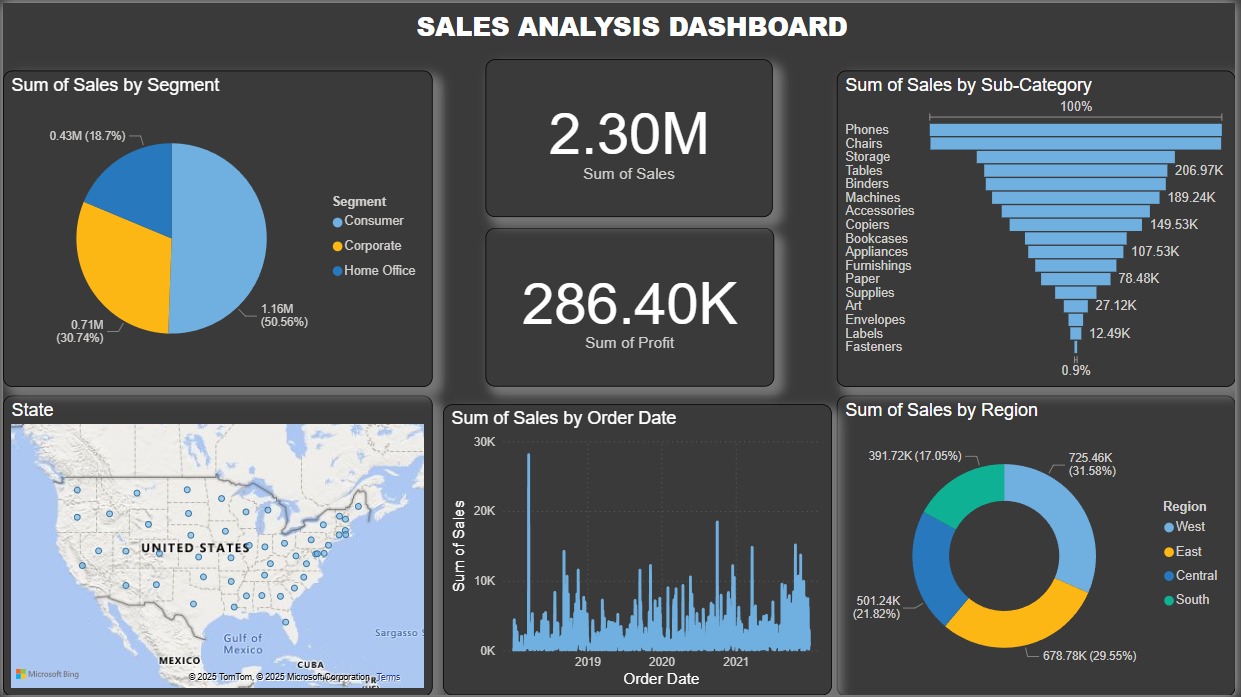 SALES ANALYSIS DASHBOARD
Sum of Sales by Segment
0.43M (18.7%)
1.16M
(50.56%)
0.71M
(30.74%)
Segment
Consumer
Corporate
Home Office
2.30M
Sum of Sales
286.40K
Sum of Profit
Sum of Sales by Sub-Category
100%
Phones
Chairs
Storage
Tables 206.97K
Binders
Machines 189.24K
Accessories
Copiers 149.53K
Bookcases
Appliances 107.53K
Furnishings
Paper 78.48K
Supplies
Art 27.12K
Envelopes
Labels 12.49K
Fasteners
0.9%
State
UNITED STATES
Gulf of
Mexico
Sargasso
MEXICO
CUBA
Microsoft Bing
© 2025 TomTom, © 2025 Microsoft Corporation Terms
Sum of Sales by Order Date
Sum of Sales
30K
20K
10K
0K
2019 2020 2021
Order Date
Sum of Sales by Region
391.72K (17.05%)
725.46K
(31.58%)
501.24K
(21.82%)
678.78K (29.55%)
Region
West
East
Central
South